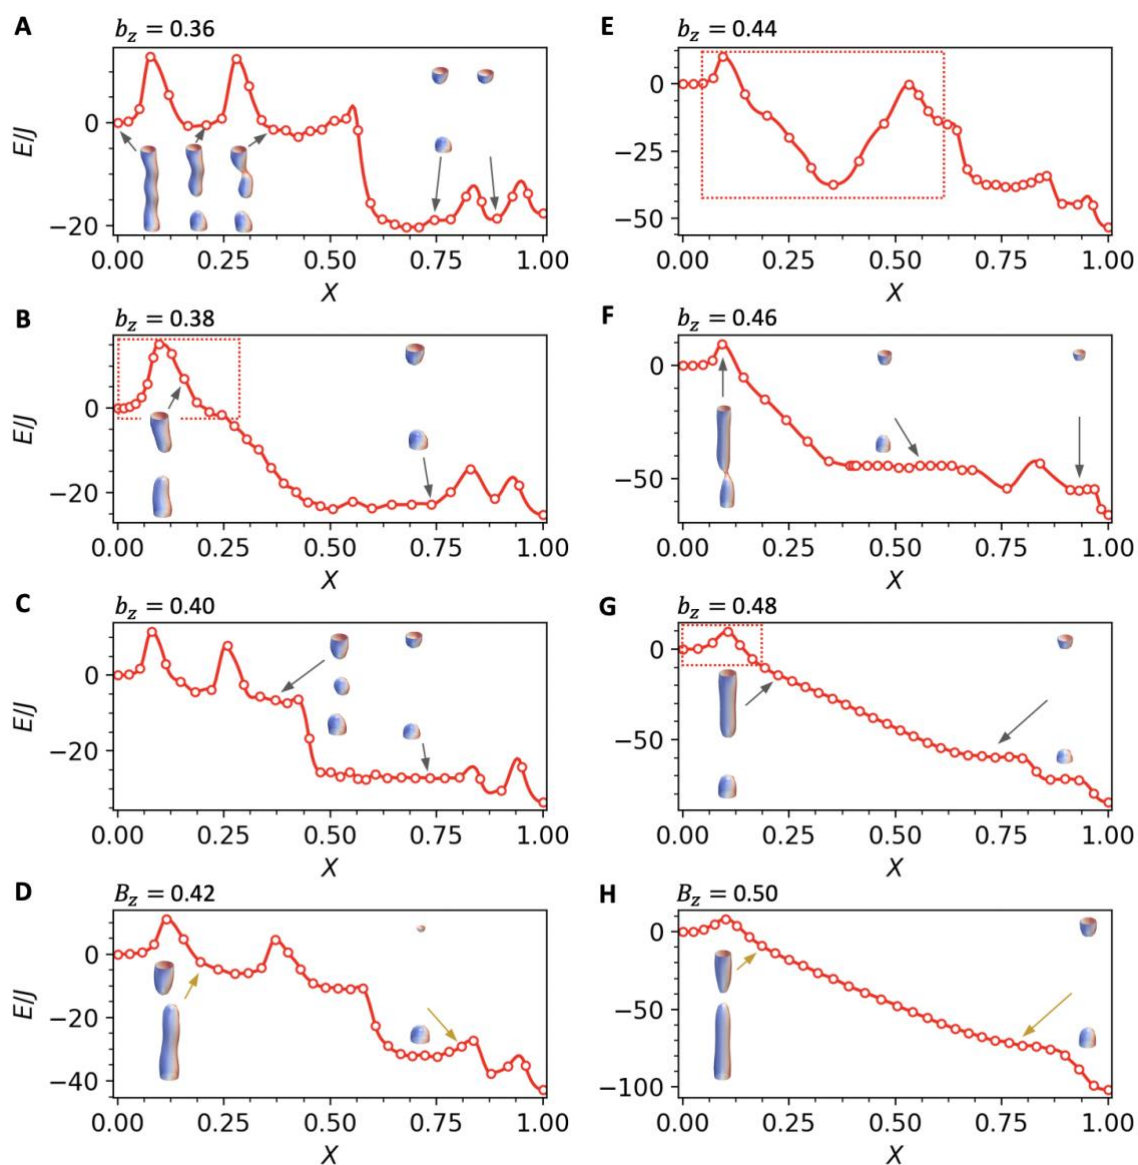 A
b_z = 0.36
E/J
0
−20
0.00 0.25 0.50 0.75 1.00
X
B
b_z = 0.38
E/J
0
−20
0.00 0.25 0.50 0.75 1.00
X
C
b_z = 0.40
E/J
0
−20
0.00 0.25 0.50 0.75 1.00
X
D
B_z = 0.42
E/J
0
−20
−40
0.00 0.25 0.50 0.75 1.00
X
E
b_z = 0.44
0
−25
−50
0.00 0.25 0.50 0.75 1.00
X
F
b_z = 0.46
0
−50
0.00 0.25 0.50 0.75 1.00
X
G
b_z = 0.48
0
−50
0.00 0.25 0.50 0.75 1.00
X
H
B_z = 0.50
0
−50
−100
0.00 0.25 0.50 0.75 1.00
X